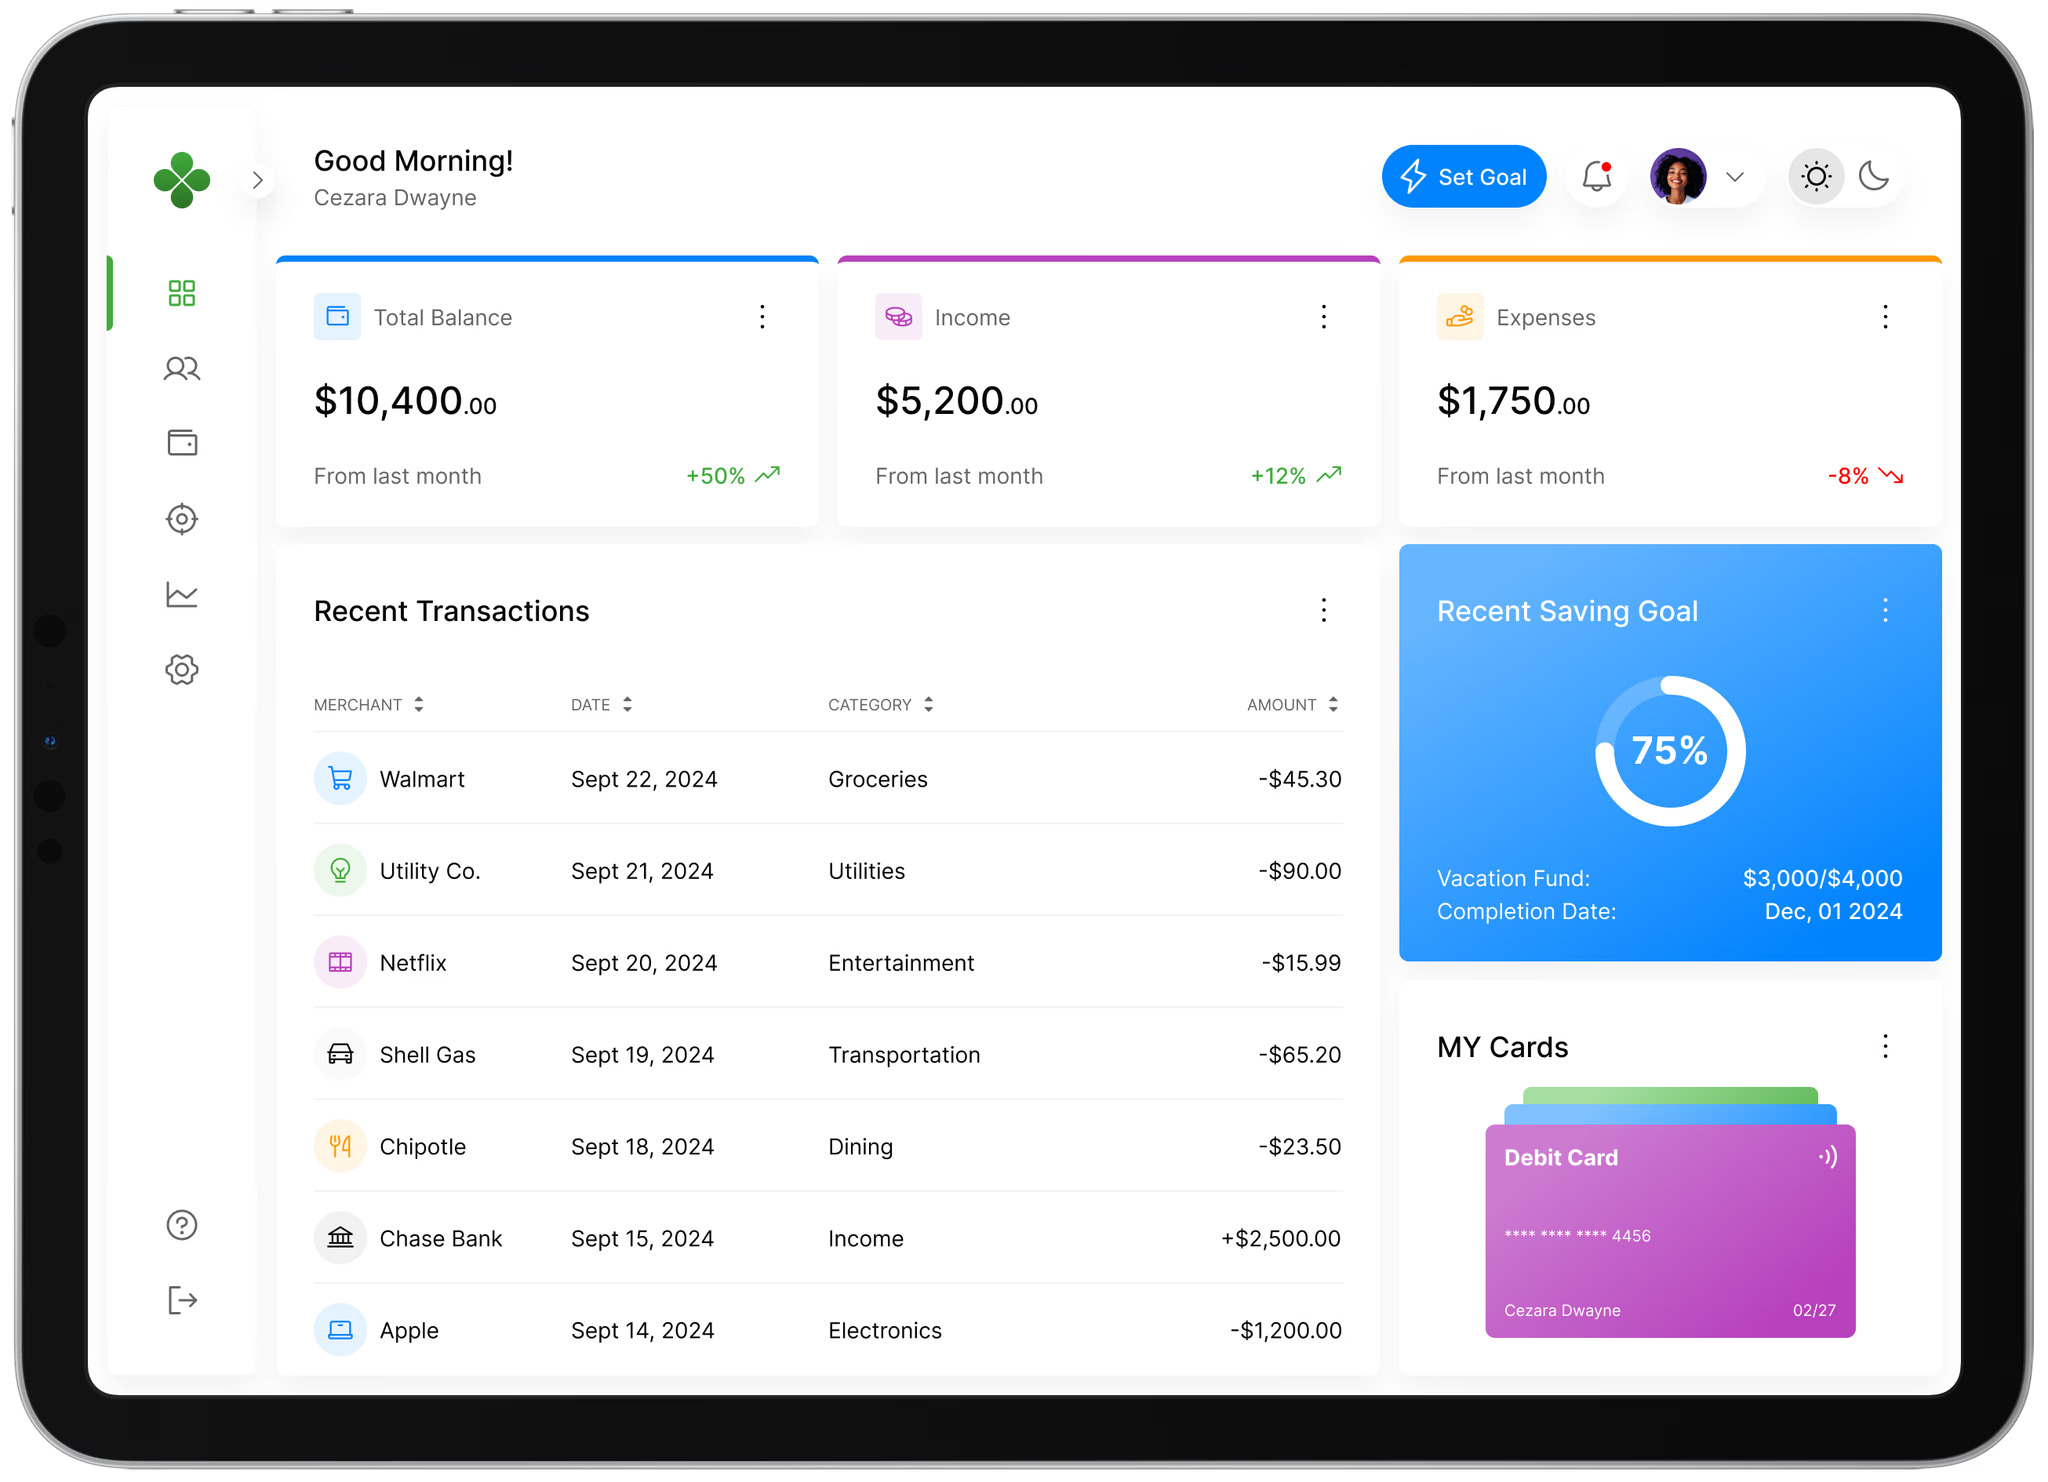 Good Morning!
Cezara Dwayne
Set Goal
Total Balance
$10,400.00
From last month +50%
Income
$5,200.00
From last month +12%
Expenses
$1,750.00
From last month -8%
Recent Transactions
MERCHANT DATE CATEGORY AMOUNT
Walmart Sept 22, 2024 Groceries -$45.30
Utility Co. Sept 21, 2024 Utilities -$90.00
Netflix Sept 20, 2024 Entertainment -$15.99
Shell Gas Sept 19, 2024 Transportation -$65.20
Chipotle Sept 18, 2024 Dining -$23.50
Chase Bank Sept 15, 2024 Income +$2,500.00
Apple Sept 14, 2024 Electronics -$1,200.00
Recent Saving Goal
75%
Vacation Fund: $3,000/$4,000
Completion Date: Dec, 01 2024
MY Cards
Debit Card
**** **** **** 4456
Cezara Dwayne 02/27